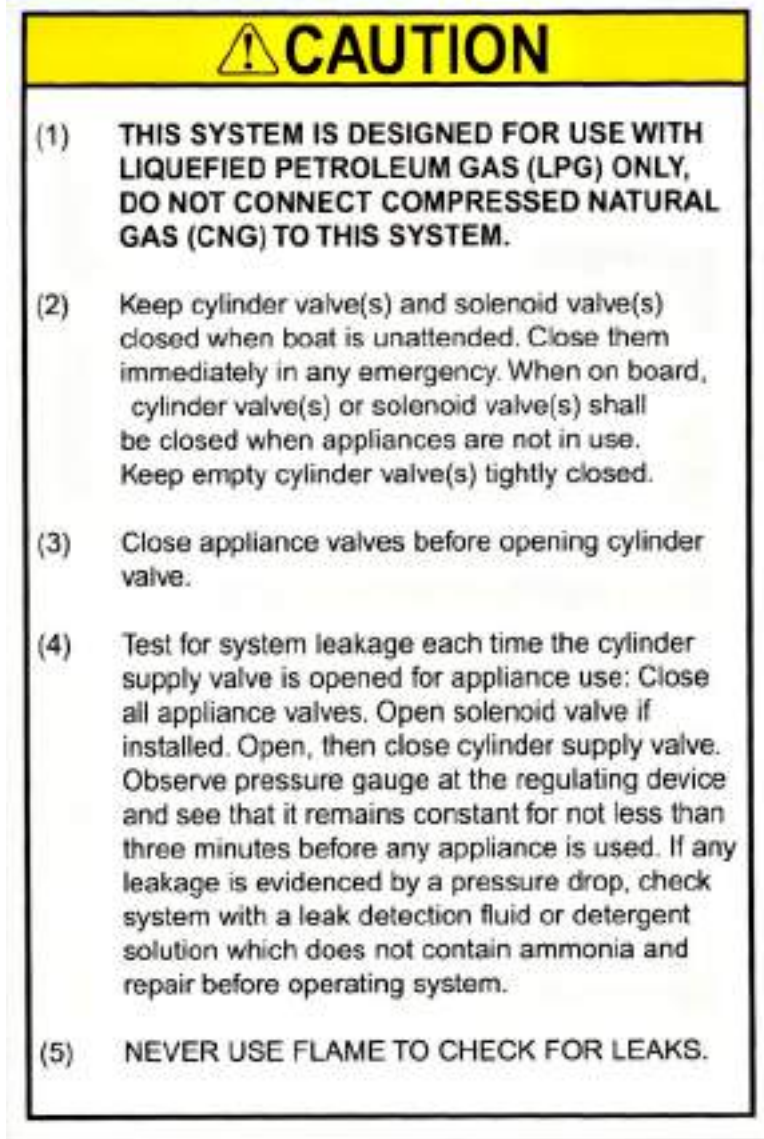 CAUTION
(1) THIS SYSTEM IS DESIGNED FOR USE WITH
LIQUEFIED PETROLEUM GAS (LPG) ONLY,
DO NOT CONNECT COMPRESSED NATURAL
GAS (CNG) TO THIS SYSTEM.
(2) Keep cylinder valve(s) and solenoid valve(s)
closed when boat is unattended. Close them
immediately in any emergency. When on board,
cylinder valve(s) or solenoid valve(s) shall
be closed when appliances are not in use.
Keep empty cylinder valve(s) tightly closed.
(3) Close appliance valves before opening cylinder
valve.
(4) Test for system leakage each time the cylinder
supply valve is opened for appliance use: Close
all appliance valves. Open solenoid valve if
installed. Open, then close cylinder supply valve.
Observe pressure gauge at the regulating device
and see that it remains constant for not less than
three minutes before any appliance is used. If any
leakage is evidenced by a pressure drop, check
system with a leak detection fluid or detergent
solution which does not contain ammonia and
repair before operating system.
(5) NEVER USE FLAME TO CHECK FOR LEAKS.